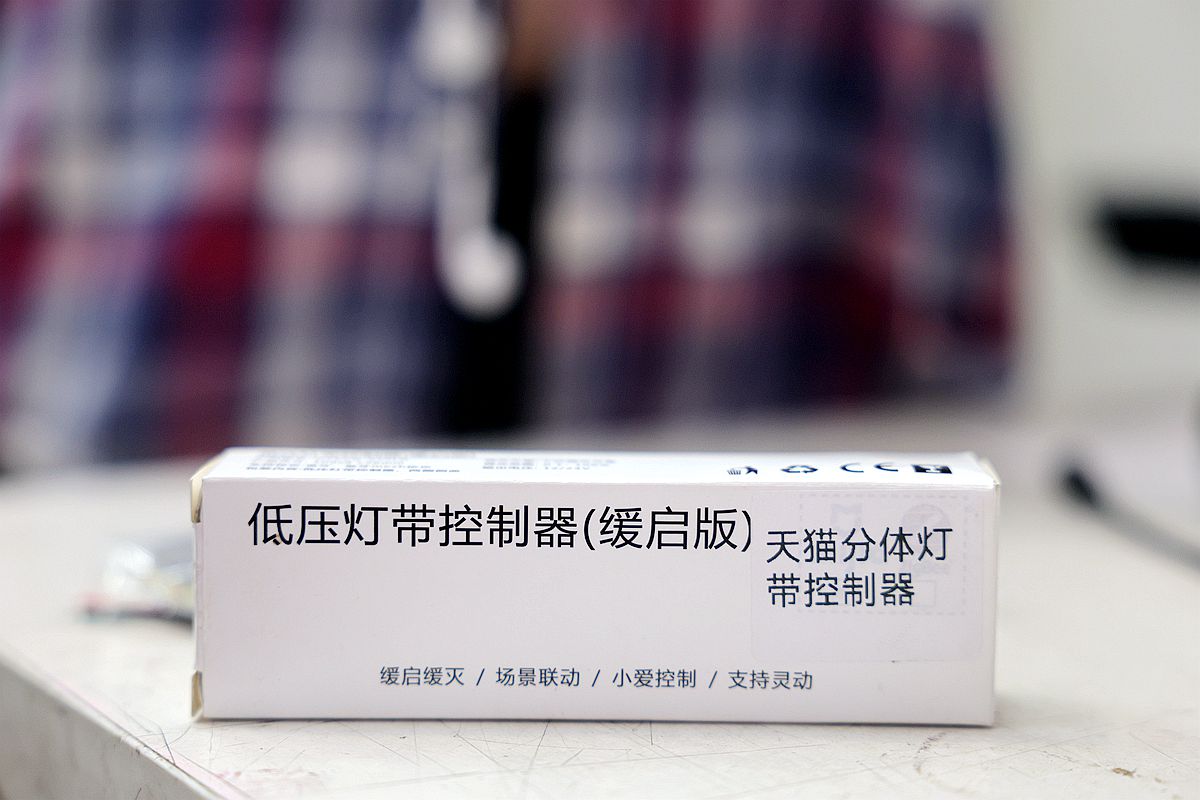 低压灯带控制器(缓启版)
天猫分体灯
带控制器
缓启缓灭 / 场景联动 / 小爱控制 / 支持灵动